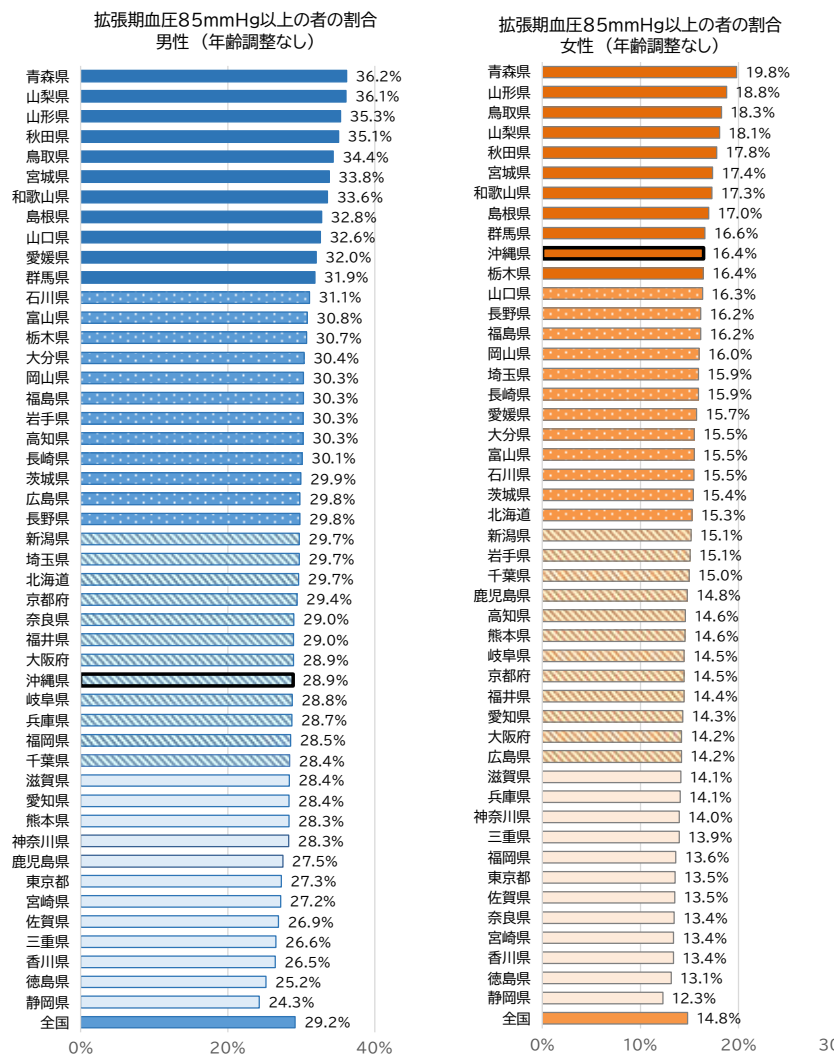 拡張期血圧85mmHg以上の者の割合
男性 （年齢調整なし）
青森県 36.2%
山梨県 36.1%
山形県 35.3%
秋田県 35.1%
鳥取県 34.4%
宮城県 33.8%
和歌山県 33.6%
島根県 32.8%
山口県 32.6%
愛媛県 32.0%
群馬県 31.9%
石川県 31.1%
富山県 30.8%
栃木県 30.7%
大分県 30.4%
岡山県 30.3%
福島県 30.3%
岩手県 30.3%
高知県 30.3%
長崎県 30.1%
茨城県 29.9%
広島県 29.8%
長野県 29.8%
新潟県 29.7%
埼玉県 29.7%
北海道 29.7%
京都府 29.4%
奈良県 29.0%
福井県 29.0%
大阪府 28.9%
沖縄県 28.9%
岐阜県 28.8%
兵庫県 28.7%
福岡県 28.5%
千葉県 28.4%
滋賀県 28.4%
愛知県 28.4%
熊本県 28.3%
神奈川県 28.3%
鹿児島県 27.5%
東京都 27.3%
宮崎県 27.2%
佐賀県 26.9%
三重県 26.6%
香川県 26.5%
徳島県 25.2%
静岡県 24.3%
全国 29.2%
0% 20% 40%
拡張期血圧85mmHg以上の者の割合
女性 （年齢調整なし）
青森県 19.8%
山形県 18.8%
鳥取県 18.3%
山梨県 18.1%
秋田県 17.8%
宮城県 17.4%
和歌山県 17.3%
島根県 17.0%
群馬県 16.6%
沖縄県 16.4%
栃木県 16.4%
山口県 16.3%
長野県 16.2%
福島県 16.2%
岡山県 16.0%
埼玉県 15.9%
長崎県 15.9%
愛媛県 15.7%
大分県 15.5%
富山県 15.5%
石川県 15.5%
茨城県 15.4%
北海道 15.3%
新潟県 15.1%
岩手県 15.1%
千葉県 15.0%
鹿児島県 14.8%
高知県 14.6%
熊本県 14.6%
岐阜県 14.5%
京都府 14.5%
福井県 14.4%
愛知県 14.3%
大阪府 14.2%
広島県 14.2%
滋賀県 14.1%
兵庫県 14.1%
神奈川県 14.0%
三重県 13.9%
福岡県 13.6%
東京都 13.5%
佐賀県 13.5%
奈良県 13.4%
宮崎県 13.4%
香川県 13.4%
徳島県 13.1%
静岡県 12.3%
全国 14.8%
0% 10% 20%